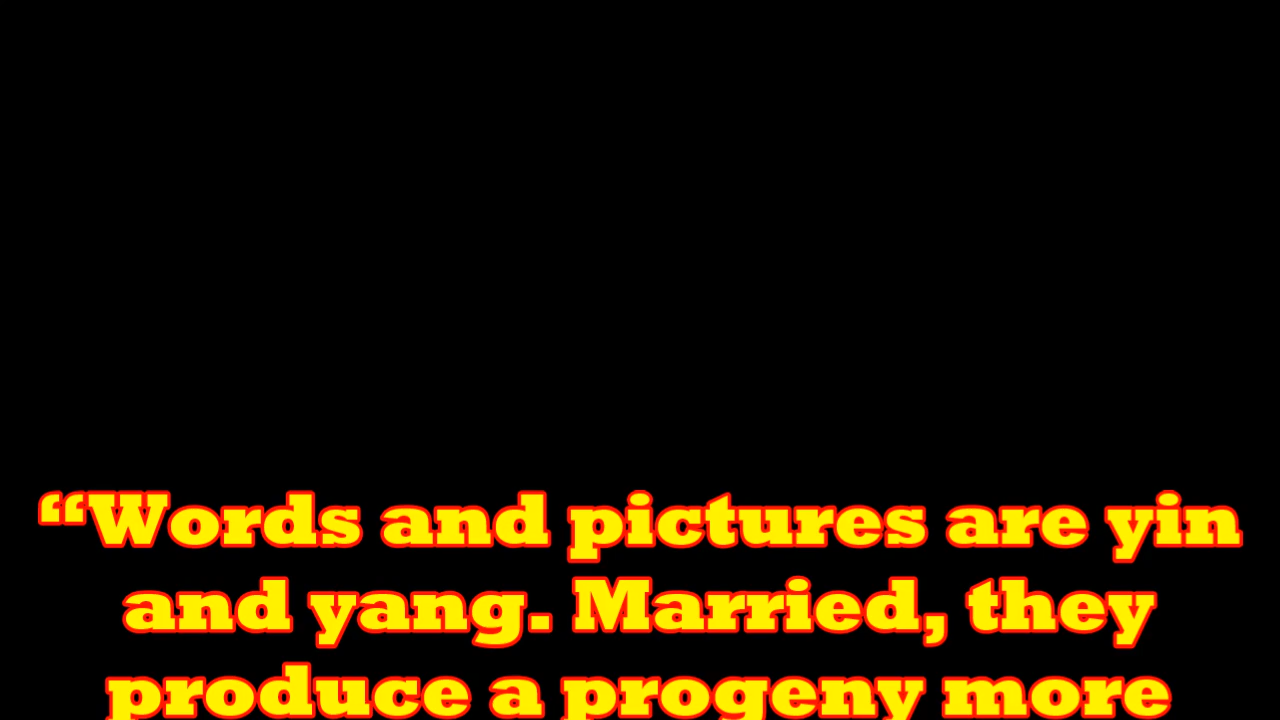 “Words and pictures are yin
and yang. Married, they
produce a progeny more